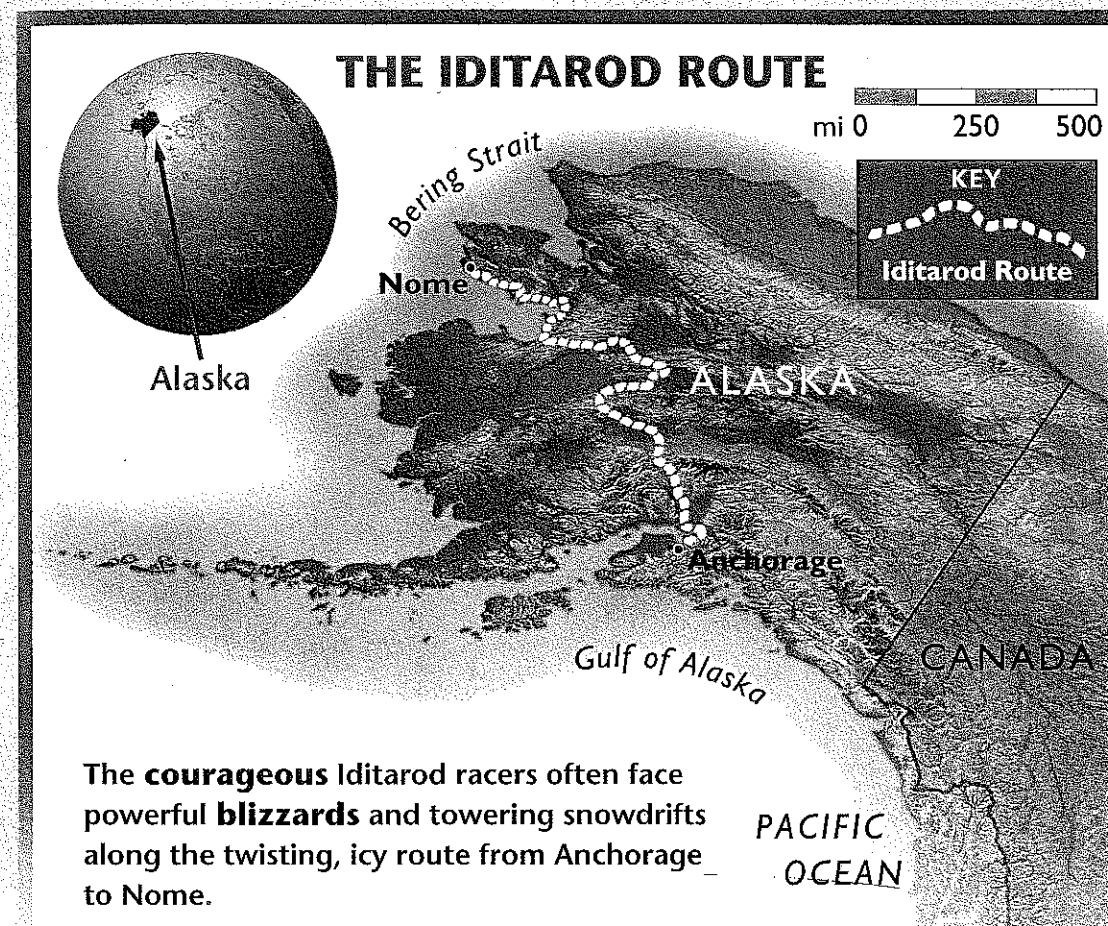 THE IDITAROD ROUTE
mi 0 250 500
KEY
Iditarod Route
Bering Strait
Nome
Alaska
ALASKA
Anchorage
Gulf of Alaska
CANADA
The courageous Iditarod racers often face
powerful blizzards and towering snowdrifts
along the twisting, icy route from Anchorage
to Nome.
PACIFIC
OCEAN